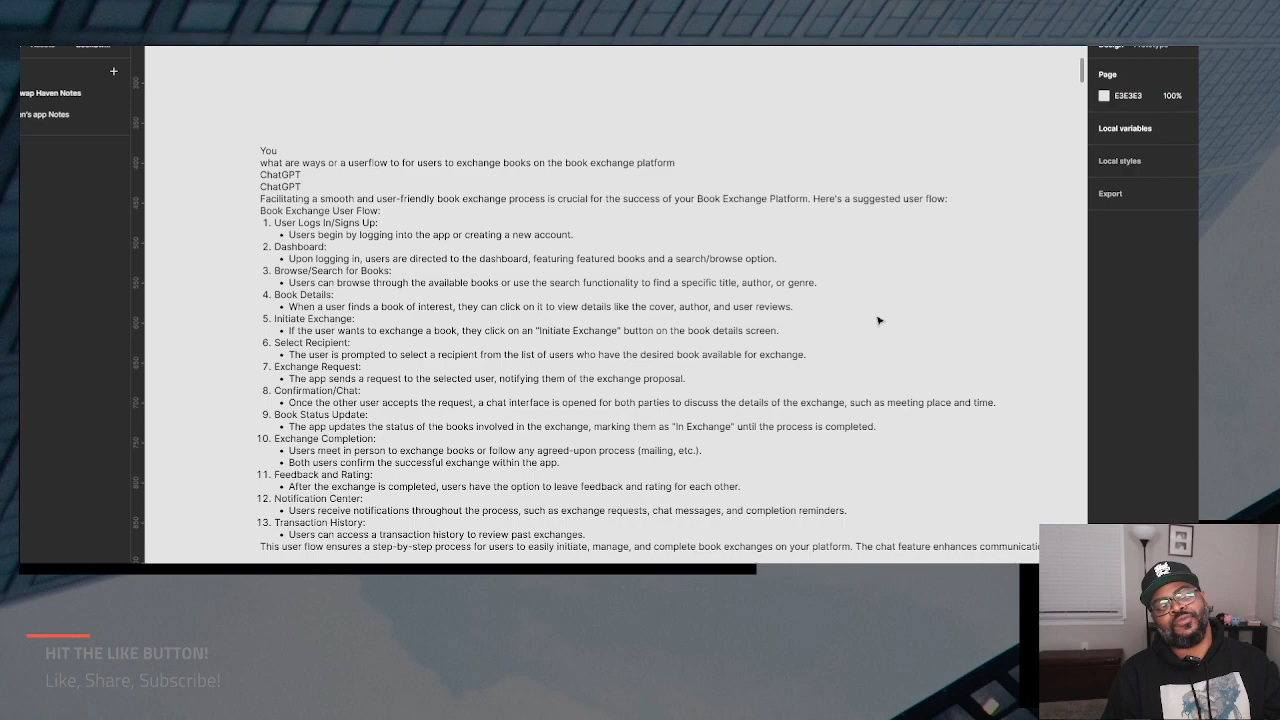 wap Haven Notes
n's app Notes
You
what are ways or a userflow to for users to exchange books on the book exchange platform
ChatGPT
ChatGPT
Facilitating a smooth and user-friendly book exchange process is crucial for the success of your Book Exchange Platform. Here's a suggested user flow:
Book Exchange User Flow:
1. User Logs In/Signs Up:
• Users begin by logging into the app or creating a new account.
2. Dashboard:
• Upon logging in, users are directed to the dashboard, featuring featured books and a search/browse option.
3. Browse/Search for Books:
• Users can browse through the available books or use the search functionality to find a specific title, author, or genre.
4. Book Details:
• When a user finds a book of interest, they can click on it to view details like the cover, author, and user reviews.
5. Initiate Exchange:
• If the user wants to exchange a book, they click on an "Initiate Exchange" button on the book details screen.
6. Select Recipient:
• The user is prompted to select a recipient from the list of users who have the desired book available for exchange.
7. Exchange Request:
• The app sends a request to the selected user, notifying them of the exchange proposal.
8. Confirmation/Chat:
• Once the other user accepts the request, a chat interface is opened for both parties to discuss the details of the exchange, such as meeting place and time.
9. Book Status Update:
• The app updates the status of the books involved in the exchange, marking them as "In Exchange" until the process is completed.
10. Exchange Completion:
• Users meet in person to exchange books or follow any agreed-upon process (mailing, etc.).
• Both users confirm the successful exchange within the app.
11. Feedback and Rating:
• After the exchange is completed, users have the option to leave feedback and rating for each other.
12. Notification Center:
• Users receive notifications throughout the process, such as exchange requests, chat messages, and completion reminders.
13. Transaction History:
• Users can access a transaction history to review past exchanges.
This user flow ensures a step-by-step process for users to easily initiate, manage, and complete book exchanges on your platform. The chat feature enhances communicati
Page
E3E3E3 100%
Local variables
Local styles
Export
HIT THE LIKE BUTTON!
Like, Share, Subscribe!